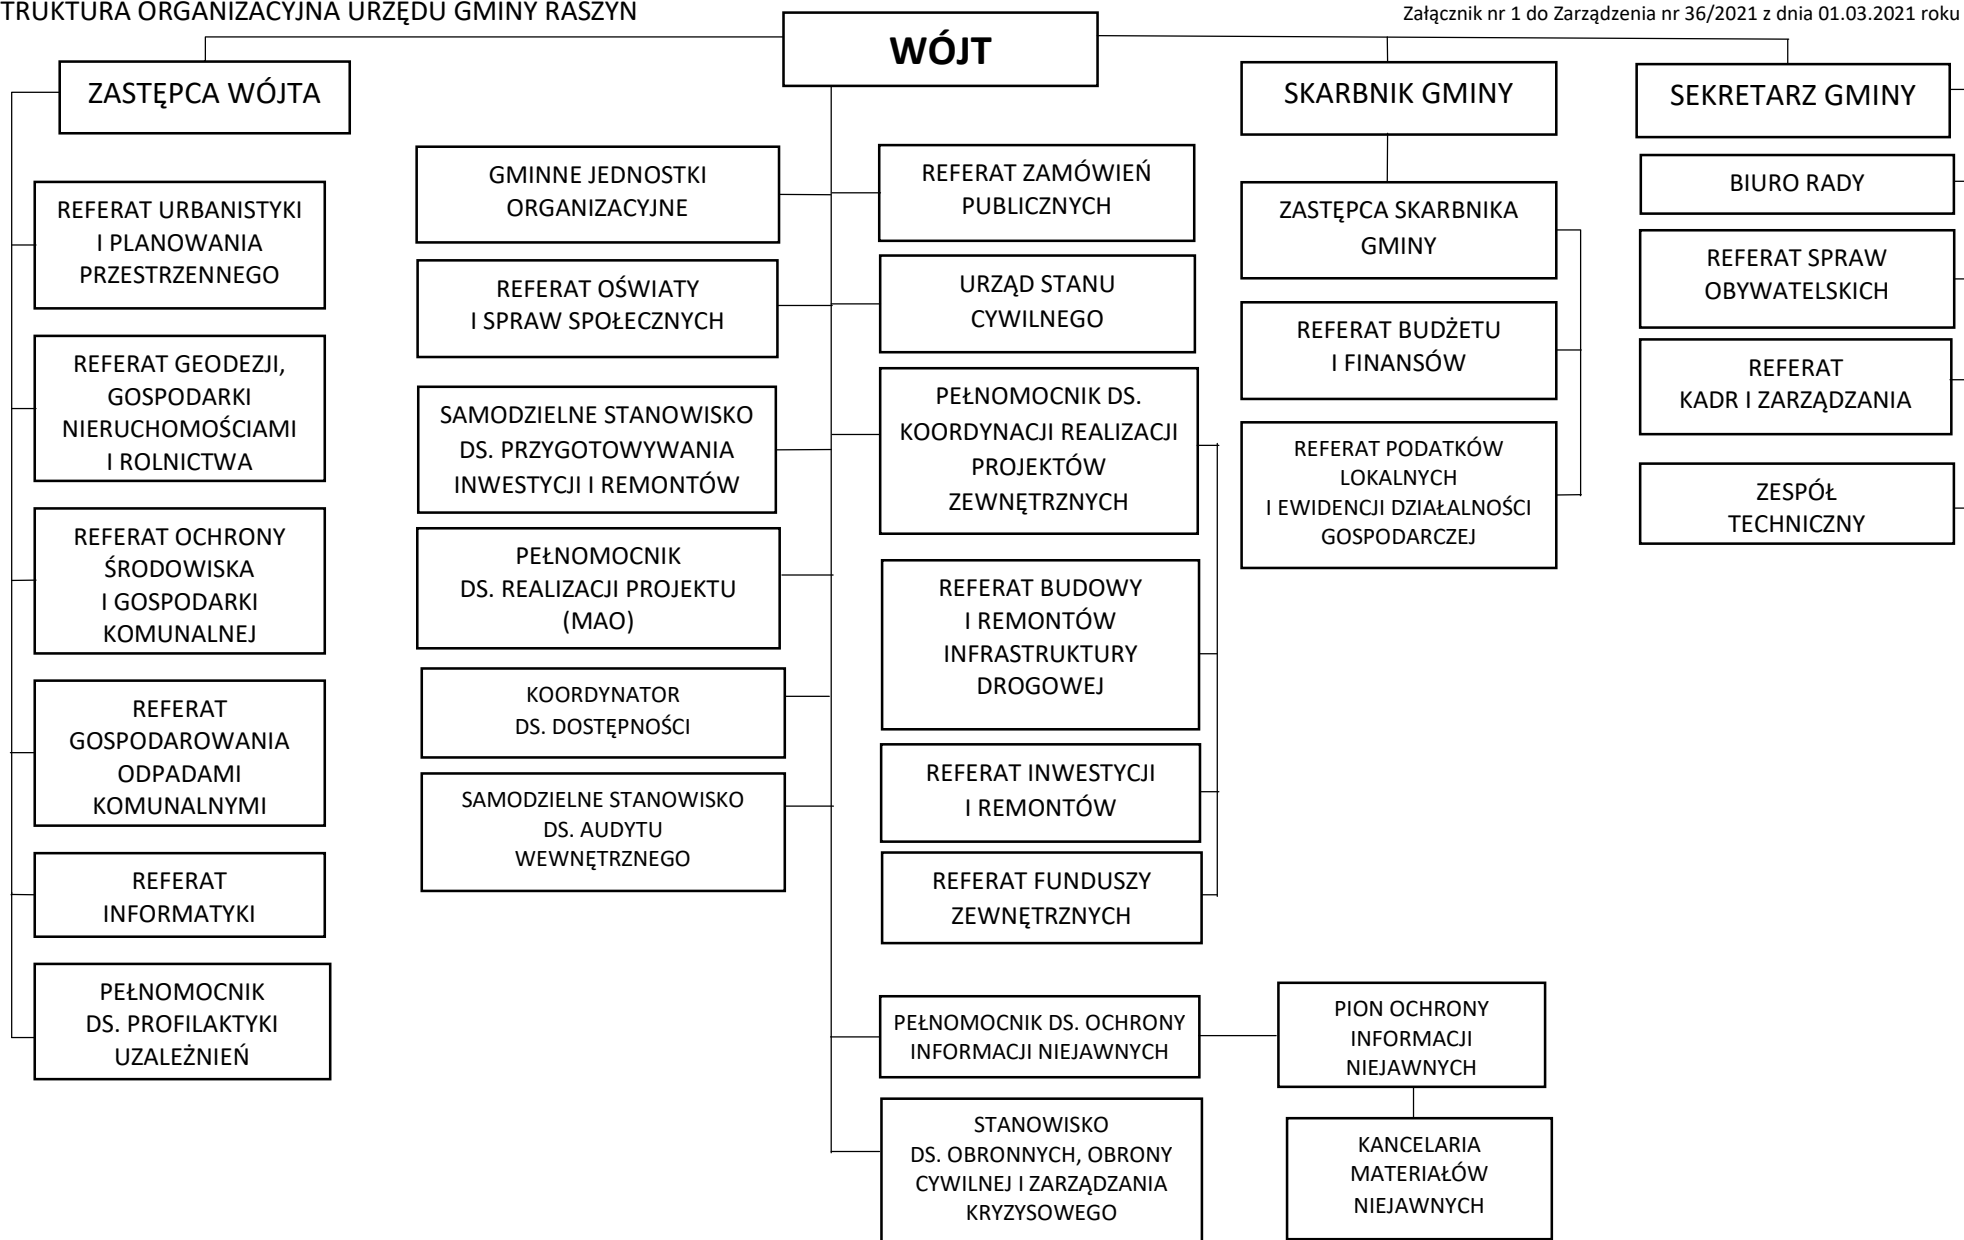 TRUKTURA ORGANIZACYJNA URZĘDU GMINY RASZYN
Załącznik nr 1 do Zarządzenia nr 36/2021 z dnia 01.03.2021 roku
WÓJT
ZASTĘPCA WÓJTA
SKARBNIK GMINY
SEKRETARZ GMINY
REFERAT URBANISTYKI
I PLANOWANIA
PRZESTRZENNEGO
REFERAT GEODEZJI,
GOSPODARKI
NIERUCHOMOŚCIAMI
I ROLNICTWA
REFERAT OCHRONY
ŚRODOWISKA
I GOSPODARKI
KOMUNALNEJ
REFERAT
GOSPODAROWANIA
ODPADAMI
KOMUNALNYMI
REFERAT
INFORMATYKI
PEŁNOMOCNIK
DS. PROFILAKTYKI
UZALEŻNIEŃ
GMINNE JEDNOSTKI
ORGANIZACYJNE
REFERAT OŚWIATY
I SPRAW SPOŁECZNYCH
SAMODZIELNE STANOWISKO
DS. PRZYGOTOWYWANIA
INWESTYCJI I REMONTÓW
PEŁNOMOCNIK
DS. REALIZACJI PROJEKTU
(MAO)
KOORDYNATOR
DS. DOSTĘPNOŚCI
SAMODZIELNE STANOWISKO
DS. AUDYTU
WEWNĘTRZNEGO
REFERAT ZAMÓWIEŃ
PUBLICZNYCH
URZĄD STANU
CYWILNEGO
PEŁNOMOCNIK DS.
KOORDYNACJI REALIZACJI
PROJEKTÓW
ZEWNĘTRZNYCH
REFERAT BUDOWY
I REMONTÓW
INFRASTRUKTURY
DROGOWEJ
REFERAT INWESTYCJI
I REMONTÓW
REFERAT FUNDUSZY
ZEWNĘTRZNYCH
PEŁNOMOCNIK DS. OCHRONY
INFORMACJI NIEJAWNYCH
STANOWISKO
DS. OBRONNYCH, OBRONY
CYWILNEJ I ZARZĄDZANIA
KRYZYSOWEGO
ZASTĘPCA SKARBNIKA
GMINY
REFERAT BUDŻETU
I FINANSÓW
REFERAT PODATKÓW
LOKALNYCH
I EWIDENCJI DZIAŁALNOŚCI
GOSPODARCZEJ
PION OCHRONY
INFORMACJI
NIEJAWNYCH
KANCELARIA
MATERIAŁÓW
NIEJAWNYCH
BIURO RADY
REFERAT SPRAW
OBYWATELSKICH
REFERAT
KADR I ZARZĄDZANIA
ZESPÓŁ
TECHNICZNY